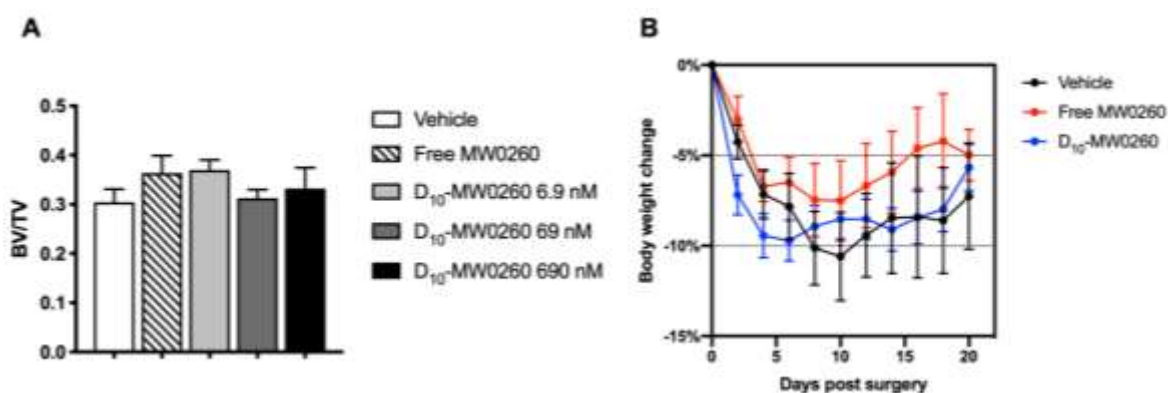 A
BV/TV
0.5
0.4
0.3
0.2
0.1
0.0
Vehicle
Free MW0260
D₁₀-MW0260 6.9 nM
D₁₀-MW0260 69 nM
D₁₀-MW0260 690 nM
B
Body weight change
0%
-5%
-10%
-15%
0
5
10
15
20
Days post surgery
Vehicle
Free MW0260
D₁₀-MW0260